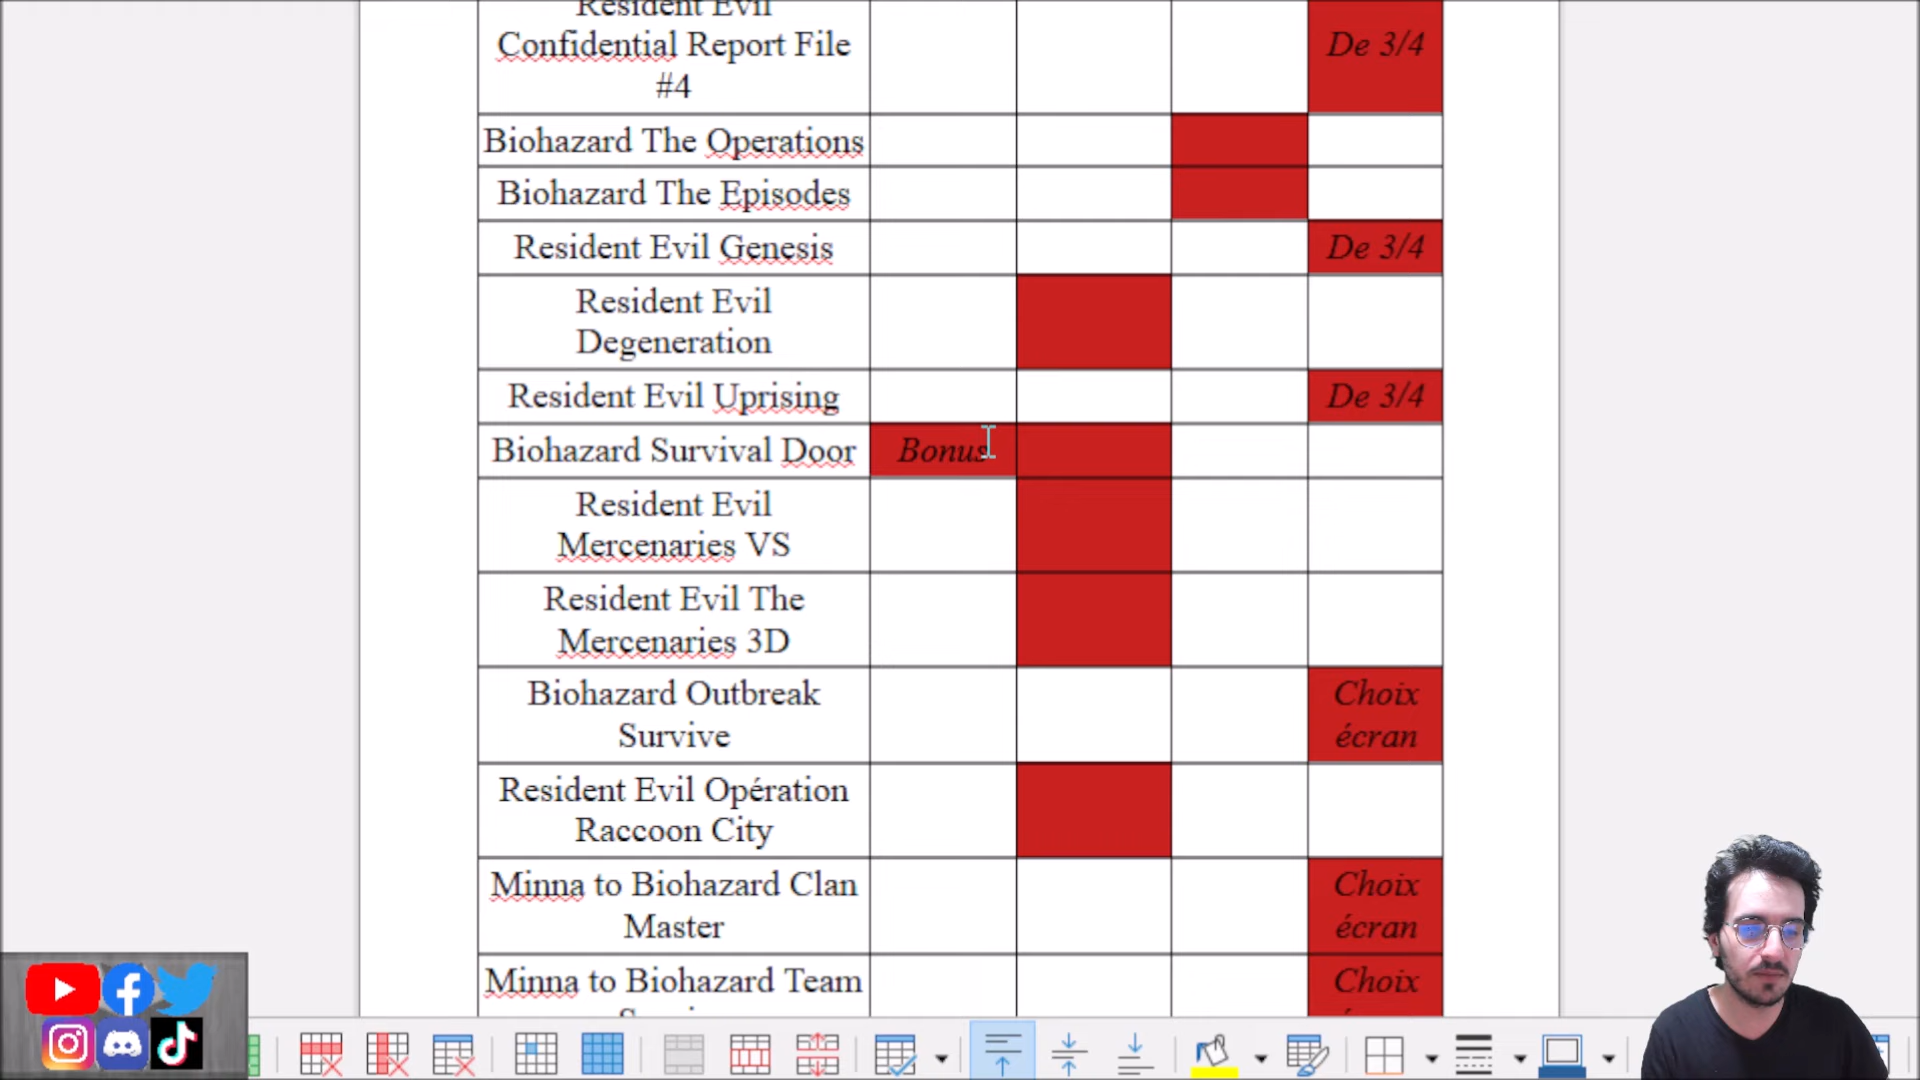 Resident Evil
Confidential Report File
#4
De 3/4
Biohazard The Operations
Biohazard The Episodes
Resident Evil Genesis
De 3/4
Resident Evil
Degeneration
Resident Evil Uprising
De 3/4
Biohazard Survival Door
Bonus
Resident Evil
Mercenaries VS
Resident Evil The
Mercenaries 3D
Biohazard Outbreak
Survive
Choix
écran
Resident Evil Opération
Raccoon City
Minna to Biohazard Clan
Master
Choix
écran
Minna to Biohazard Team
Choix